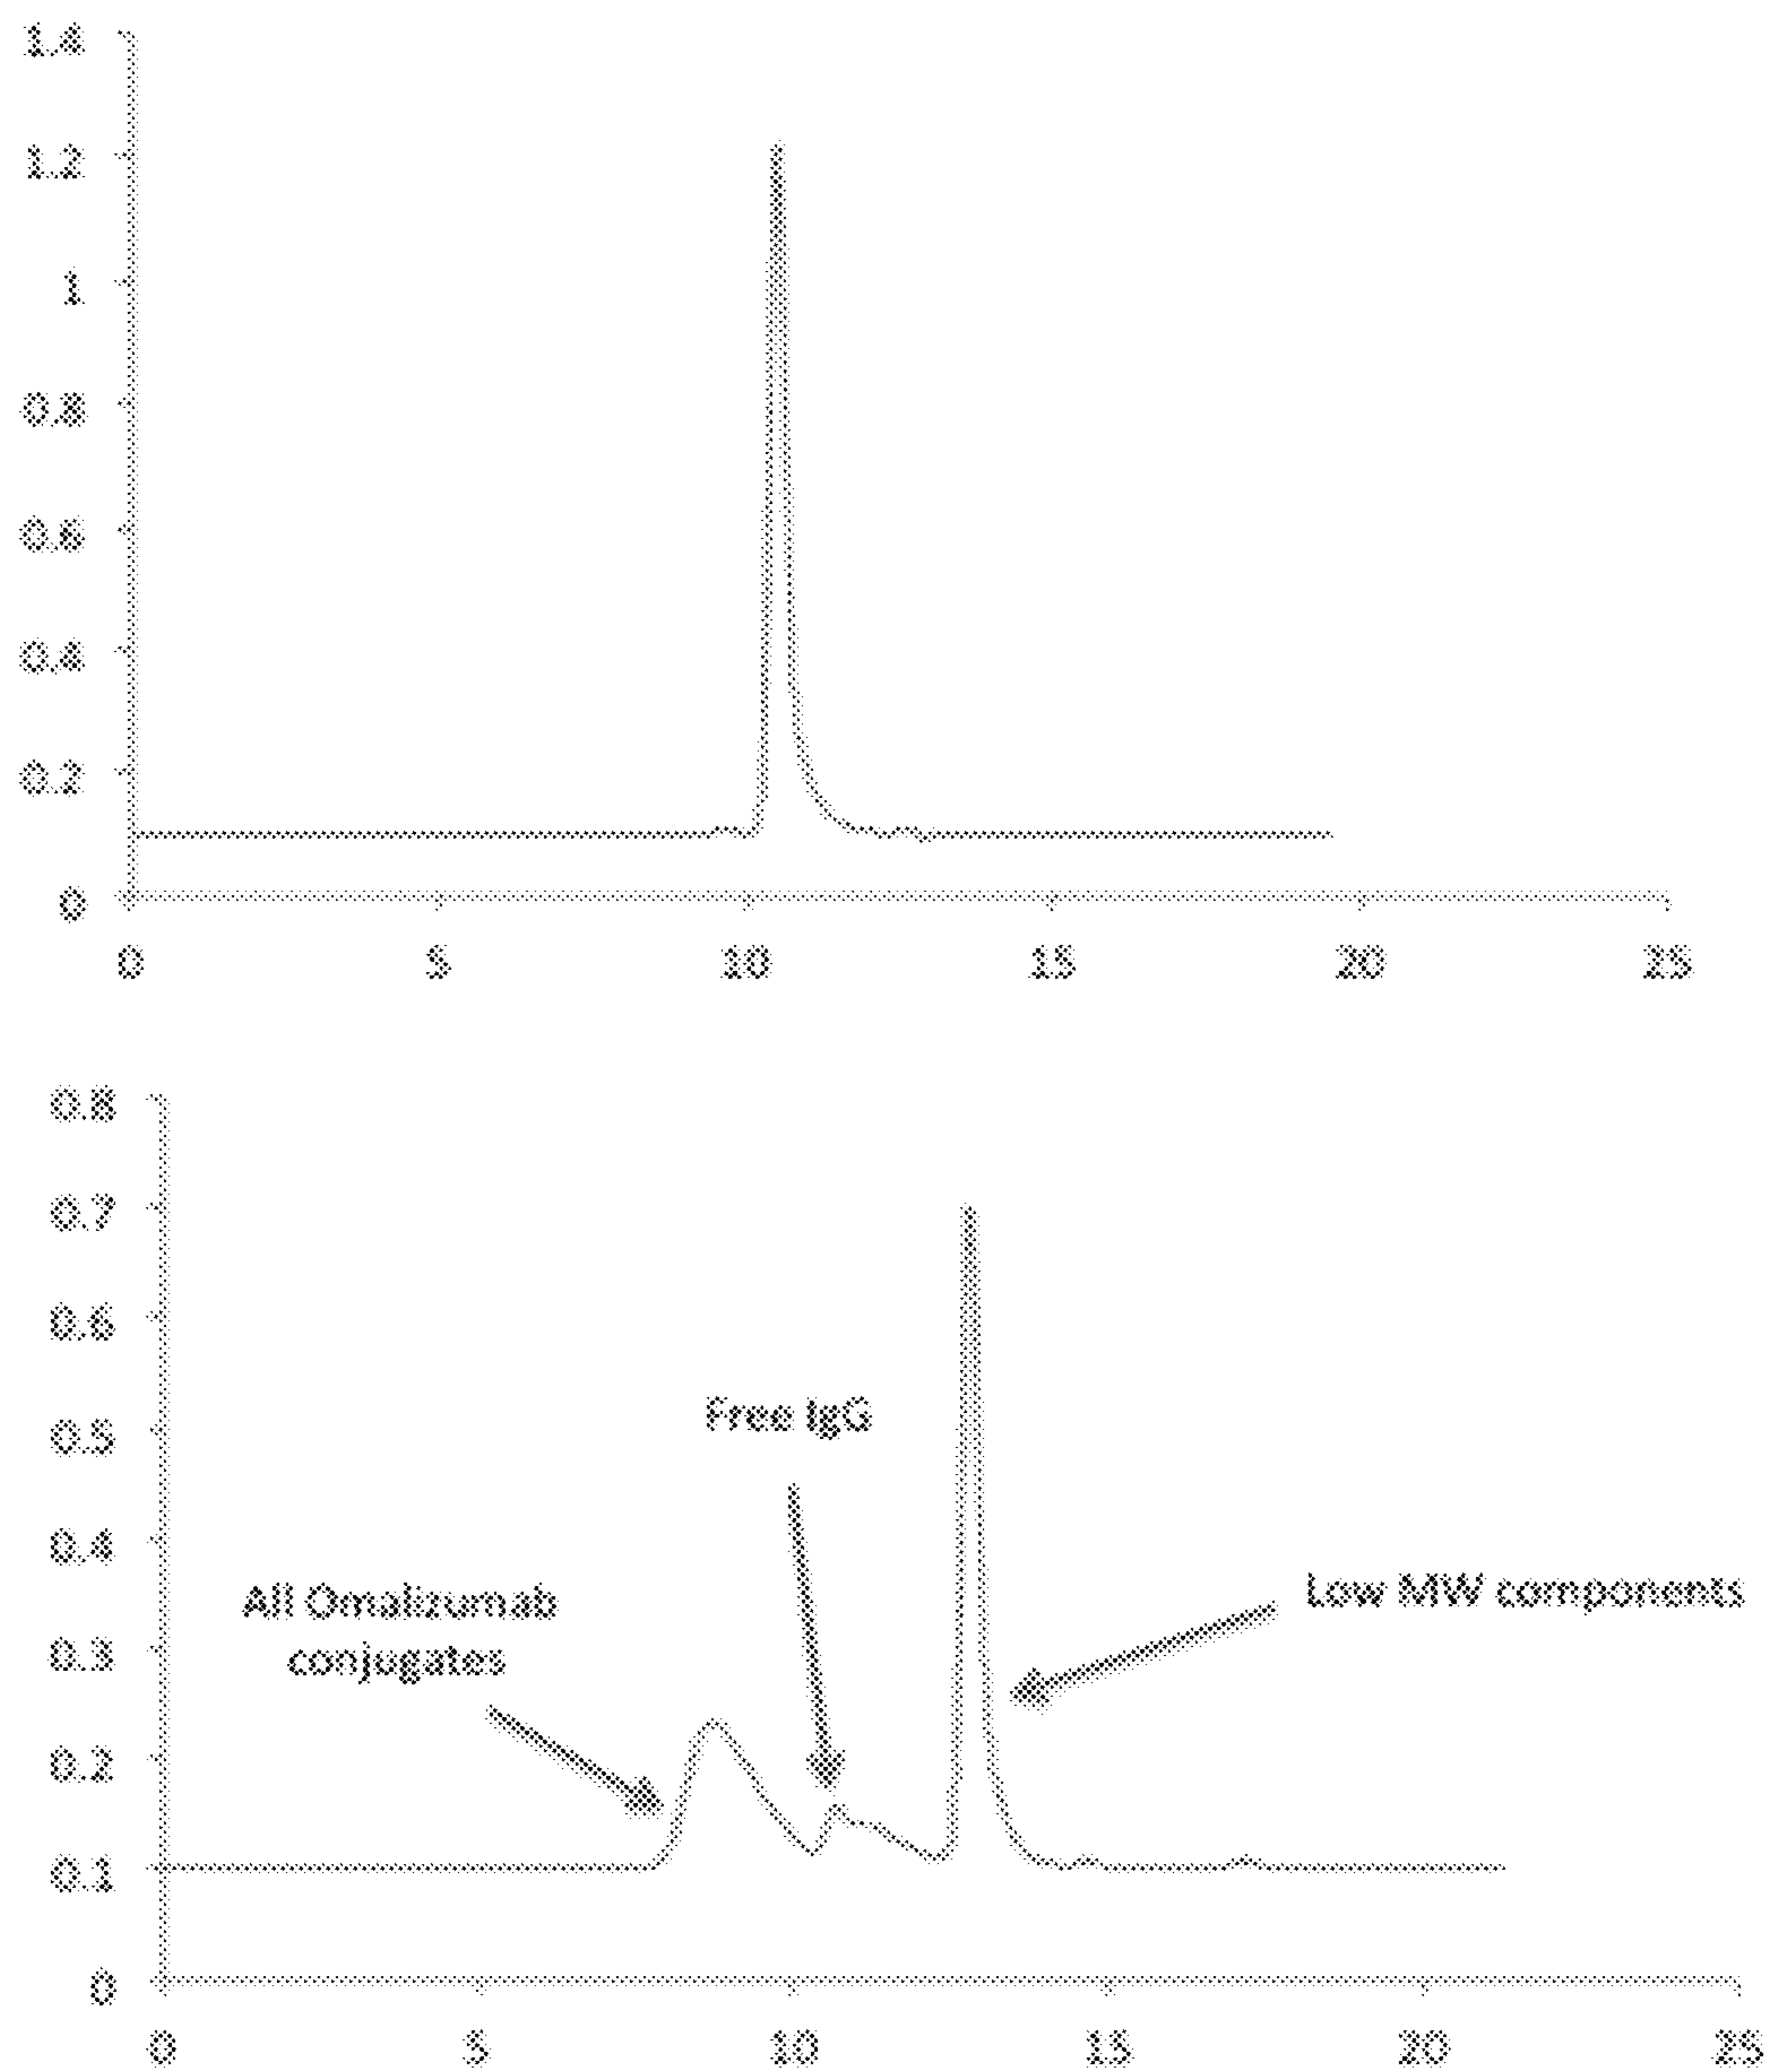 1.4
1.2
1
0.8
0.6
0.4
0.2
0
0 5 10 15 20 25
0.8
0.7
0.6
0.5
0.4
0.3
0.2
0.1
0
Free IgG
All Omalizumab
conjugates
Low MW components
0 5 10 15 20 25